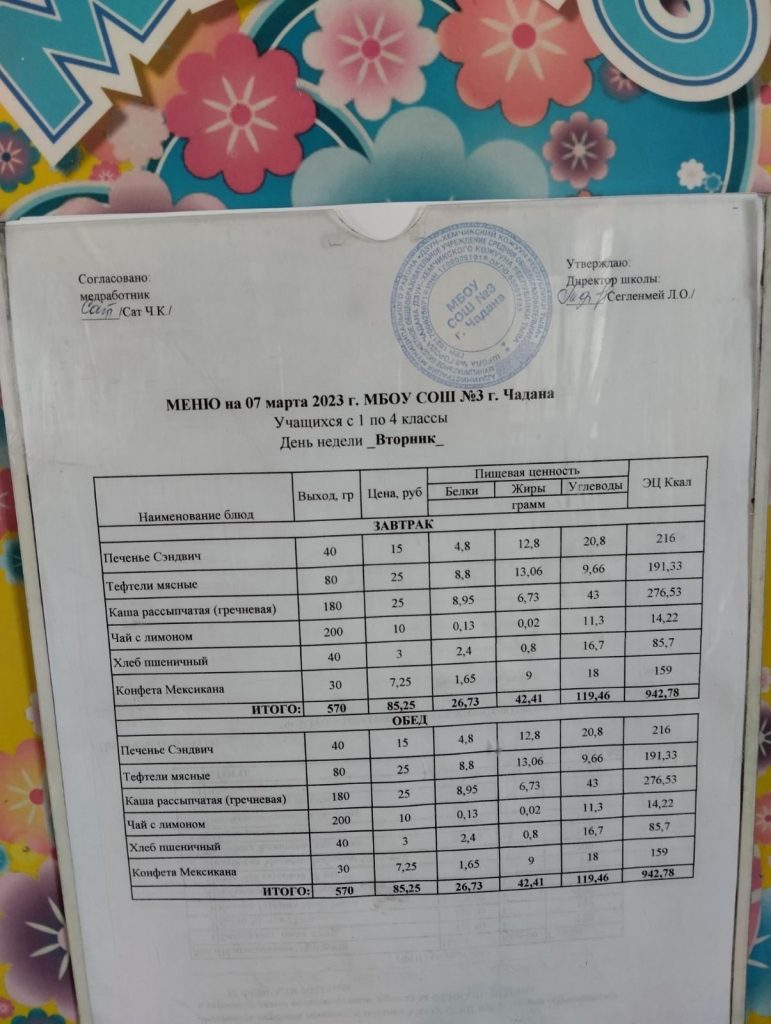 Согласовано:
медработник
/Сат Ч.К./
Утверждаю:
Директор школы:
/Сегленмей Л.О./
МБОУ
СОШ №3
г. Чадана
МЕНЮ на 07 марта 2023 г. МБОУ СОШ №3 г. Чадана
Учащихся с 1 по 4 классы
День недели _Вторник_
Наименование блюд Выход, гр Цена, руб Пищевая ценность ЭЦ Ккал
Белки Жиры Углеводы
грамм
ЗАВТРАК
Печенье Сэндвич 40 15 4,8 12,8 20,8 216
Тефтели мясные 80 25 8,8 13,06 9,66 191,33
Каша рассыпчатая (гречневая) 180 25 8,95 6,73 43 276,53
Чай с лимоном 200 10 0,13 0,02 11,3 14,22
Хлеб пшеничный 40 3 2,4 0,8 16,7 85,7
Конфета Мексикана 30 7,25 1,65 9 18 159
ИТОГО: 570 85,25 26,73 42,41 119,46 942,78
ОБЕД
Печенье Сэндвич 40 15 4,8 12,8 20,8 216
Тефтели мясные 80 25 8,8 13,06 9,66 191,33
Каша рассыпчатая (гречневая) 180 25 8,95 6,73 43 276,53
Чай с лимоном 200 10 0,13 0,02 11,3 14,22
Хлеб пшеничный 40 3 2,4 0,8 16,7 85,7
Конфета Мексикана 30 7,25 1,65 9 18 159
ИТОГО: 570 85,25 26,73 42,41 119,46 942,78